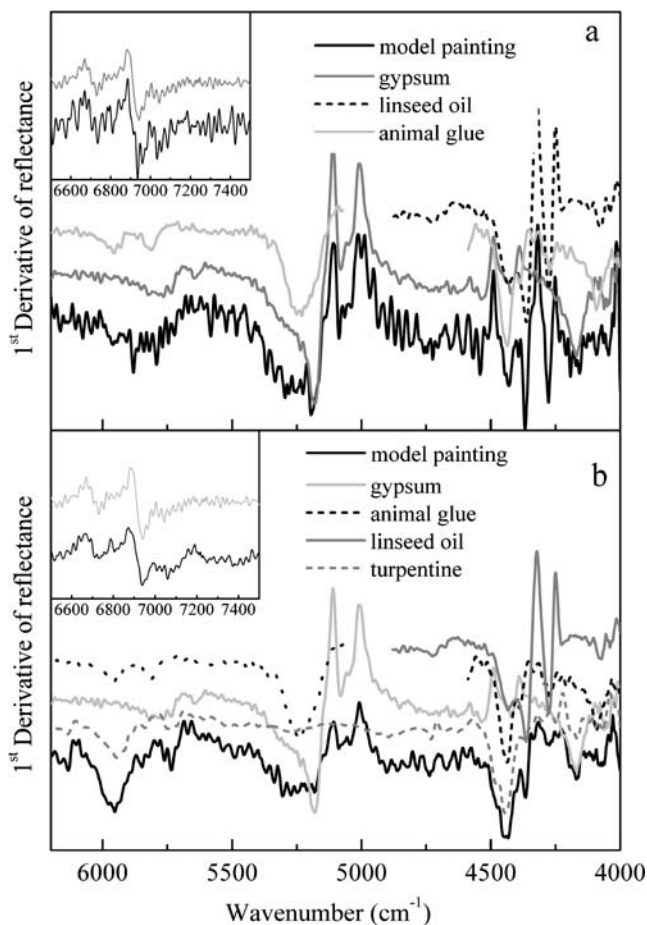 a
model painting
gypsum
linseed oil
animal glue
6600 6800 7000 7200 7400
1st Derivative of reflectance
b
model painting
gypsum
animal glue
linseed oil
turpentine
6600 6800 7000 7200 7400
1st Derivative of reflectance
6000 5500 5000 4500 4000
Wavenumber (cm-1)